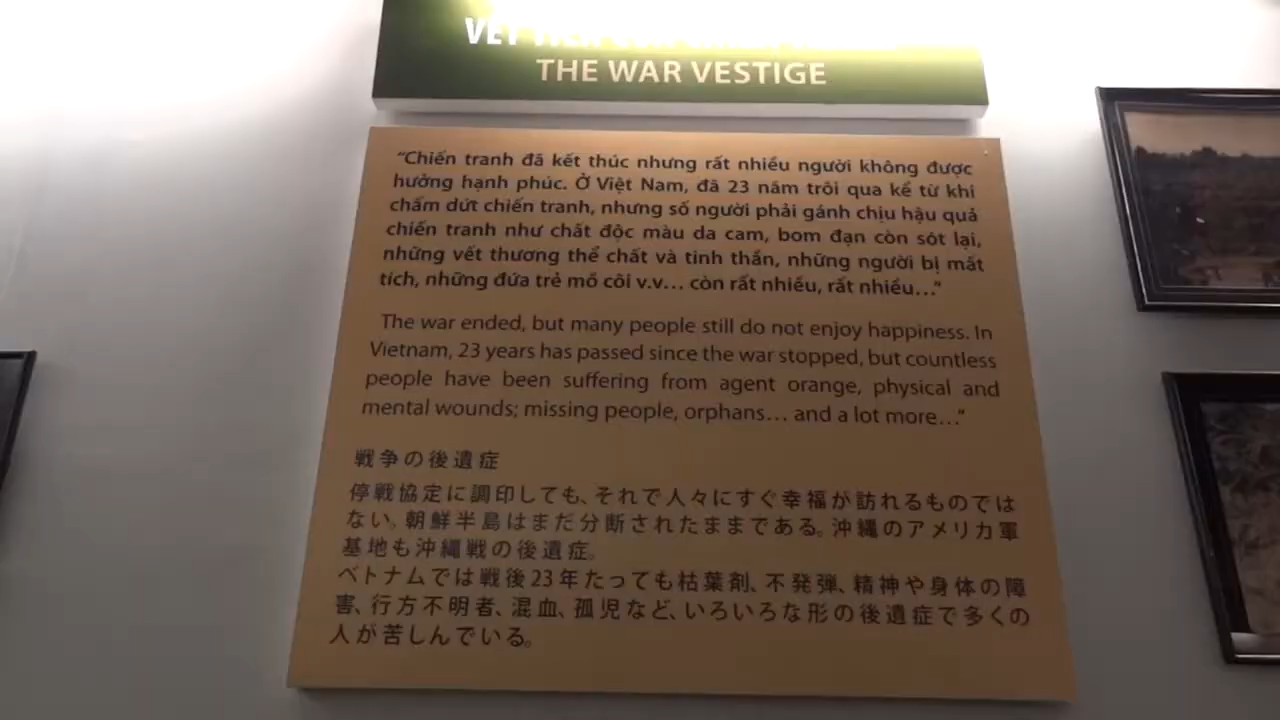 THE WAR VESTIGE
“Chiến tranh đã kết thúc nhưng rất nhiều người không được
hưởng hạnh phúc. Ở Việt Nam, đã 23 năm trôi qua kể từ khi
chấm dứt chiến tranh, nhưng số người phải gánh chịu hậu quả
chiến tranh như chất độc màu da cam, bom đạn còn sót lại,
những vết thương thể chất và tinh thần, những người bị mất
tích, những đứa trẻ mồ côi v.v... còn rất nhiều, rất nhiều...”
The war ended, but many people still do not enjoy happiness. In
Vietnam, 23 years has passed since the war stopped, but countless
people have been suffering from agent orange, physical and
mental wounds; missing people, orphans... and a lot more...”
戦争の後遺症
停戦協定に調印しても、それで人々にすぐ幸福が訪れるものでは
ない。朝鮮半島はまだ分断されたままである。沖縄のアメリカ軍
基地も沖縄戦の後遺症。
ベトナムでは戦後23年たっても枯葉剤、不発弾、精神や身体の障
害、行方不明者、混血、孤児など、いろいろな形の後遺症で多くの
人が苦しんでいる。